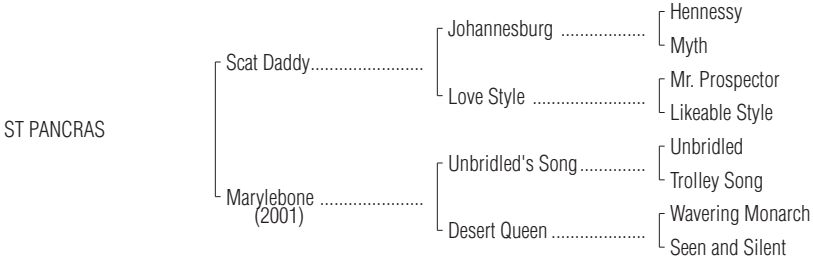 Hennessy
Johannesburg ...................
Myth
Scat Daddy.......................
Mr. Prospector
Love Style .......................
Likeable Style
ST PANCRAS
Unbridled
Unbridled's Song..............
Trolley Song
Marylebone .....................
(2001)
Wavering Monarch
Desert Queen ...................
Seen and Silent